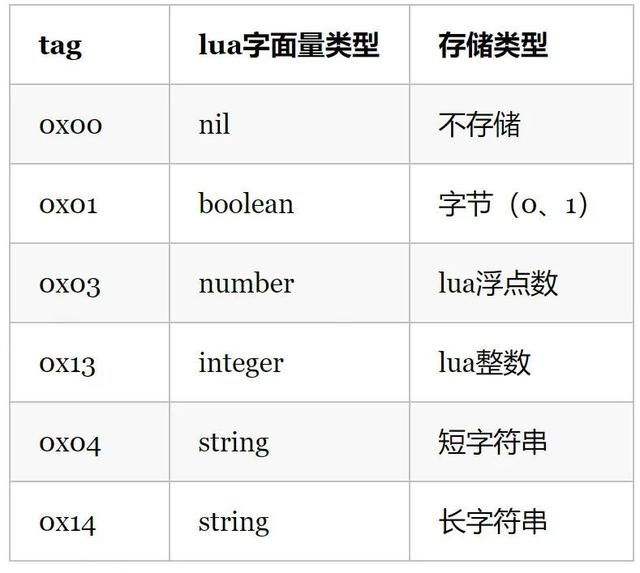 tag lua字面量类型 存储类型
0x00 nil 不存储
0x01 boolean 字节（0、1）
0x03 number lua浮点数
0x13 integer lua整数
0x04 string 短字符串
0x14 string 长字符串